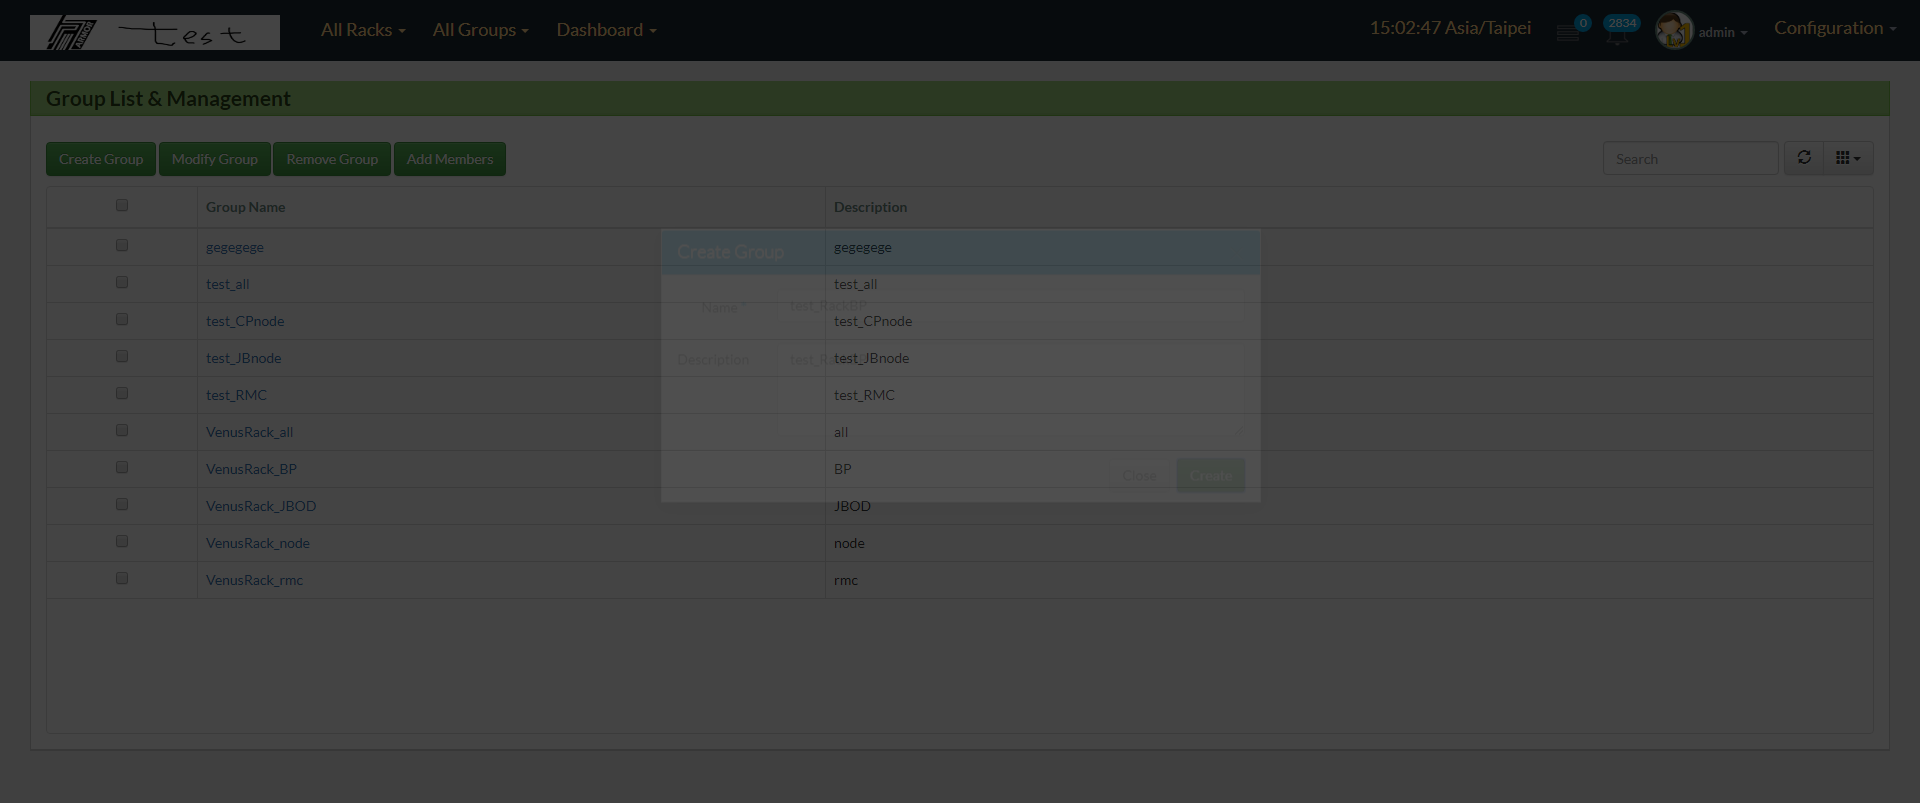 ARBOR test All Racks All Groups Dashboard 15:02:47 Asia/Taipei 0 2834 admin Configuration
Group List & Management
Create Group Modify Group Remove Group Add Members Search
Group Name Description
gegegege gegegege
test_all test_all
test_CPnode test_CPnode
test_JBnode test_JBnode
test_RMC test_RMC
VenusRack_all all
VenusRack_BP BP
VenusRack_JBOD JBOD
VenusRack_node node
VenusRack_rmc rmc
Create Group
Name * test_RackBP
Description
Close Create